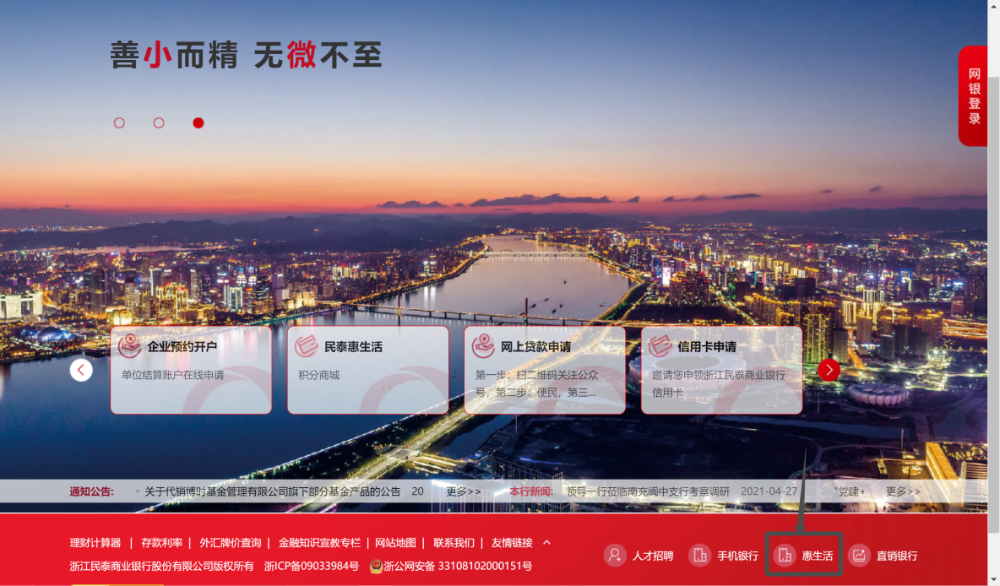 善小而精 无微不至
网银登录
企业预约开户
单位结算账户在线申请
民泰惠生活
积分商城
网上贷款申请
第一步：扫二维码关注公众
号，第二步：便民，第三...
信用卡申请
邀请您申领浙江民泰商业银行
信用卡
通知公告: 关于代销博时基金管理有限公司旗下部分基金产品的公告 20 更多>> 本行新闻: 领导一行莅临南充阆中支行考察调研 2021-04-27 "党建+ 更多>>
理财计算器 | 存款利率 | 外汇牌价查询 | 金融知识宣教专栏 | 网站地图 | 联系我们 | 友情链接
浙江民泰商业银行股份有限公司版权所有 浙ICP备09033984号 浙公网安备 33108102000151号
人才招聘 手机银行 惠生活 直销银行